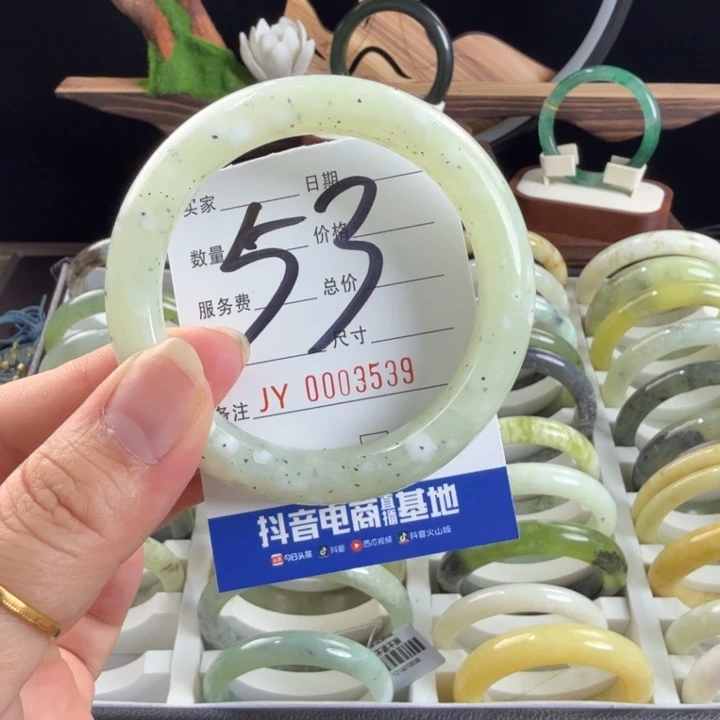 买家 日期
数量 价格
服务费 总价
尺寸
备注 JY 0003539
53
抖音电商直播基地
今日头条 抖音 西瓜视频 抖音火山版